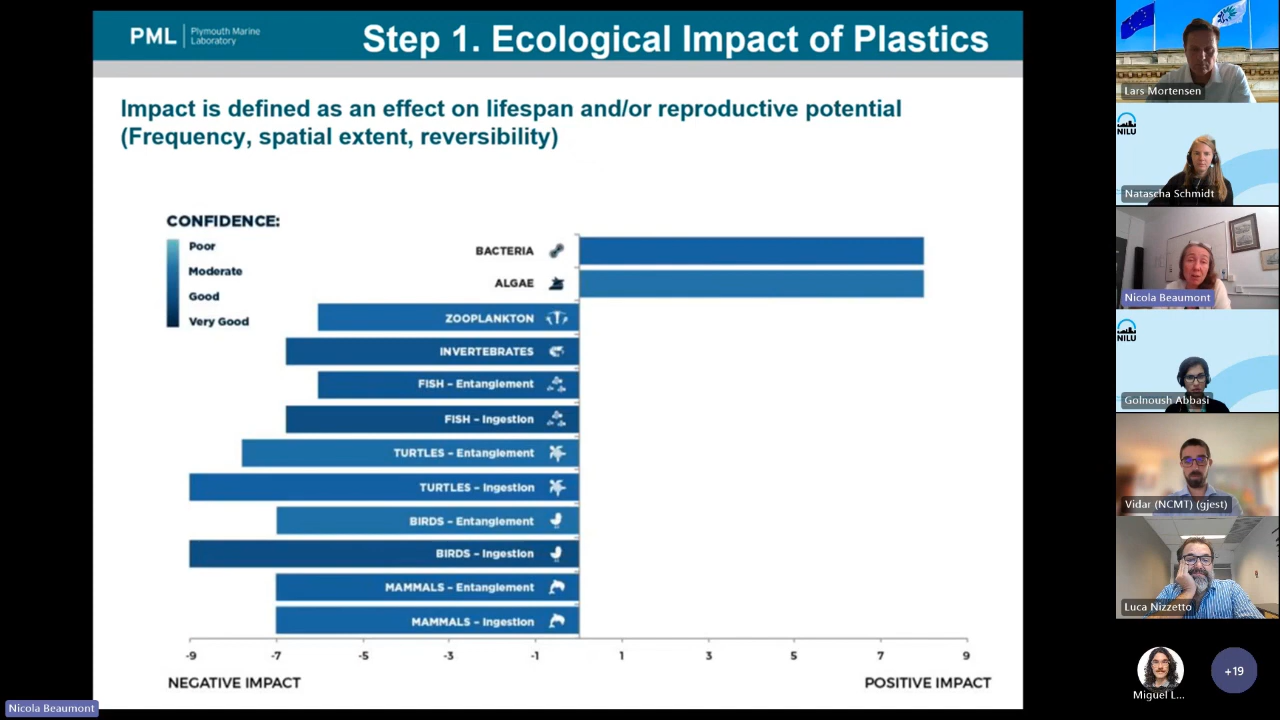 PML
Plymouth Marine
Laboratory
Step 1. Ecological Impact of Plastics
Impact is defined as an effect on lifespan and/or reproductive potential
(Frequency, spatial extent, reversibility)
CONFIDENCE:
Poor
Moderate
Good
Very Good
BACTERIA
ALGAE
ZOOPLANKTON
INVERTEBRATES
FISH – Entanglement
FISH – Ingestion
TURTLES – Entanglement
TURTLES – Ingestion
BIRDS – Entanglement
BIRDS – Ingestion
MAMMALS – Entanglement
MAMMALS – Ingestion
-9 -7 -5 -3 -1 1 3 5 7 9
NEGATIVE IMPACT POSITIVE IMPACT
Nicola Beaumont
Lars Mortensen
NILU
Natascha Schmidt
Nicola Beaumont
NILU
Golnoush Abbasi
Vidar (NCMT) (gjest)
Luca Nizzetto
Miguel L...
+19